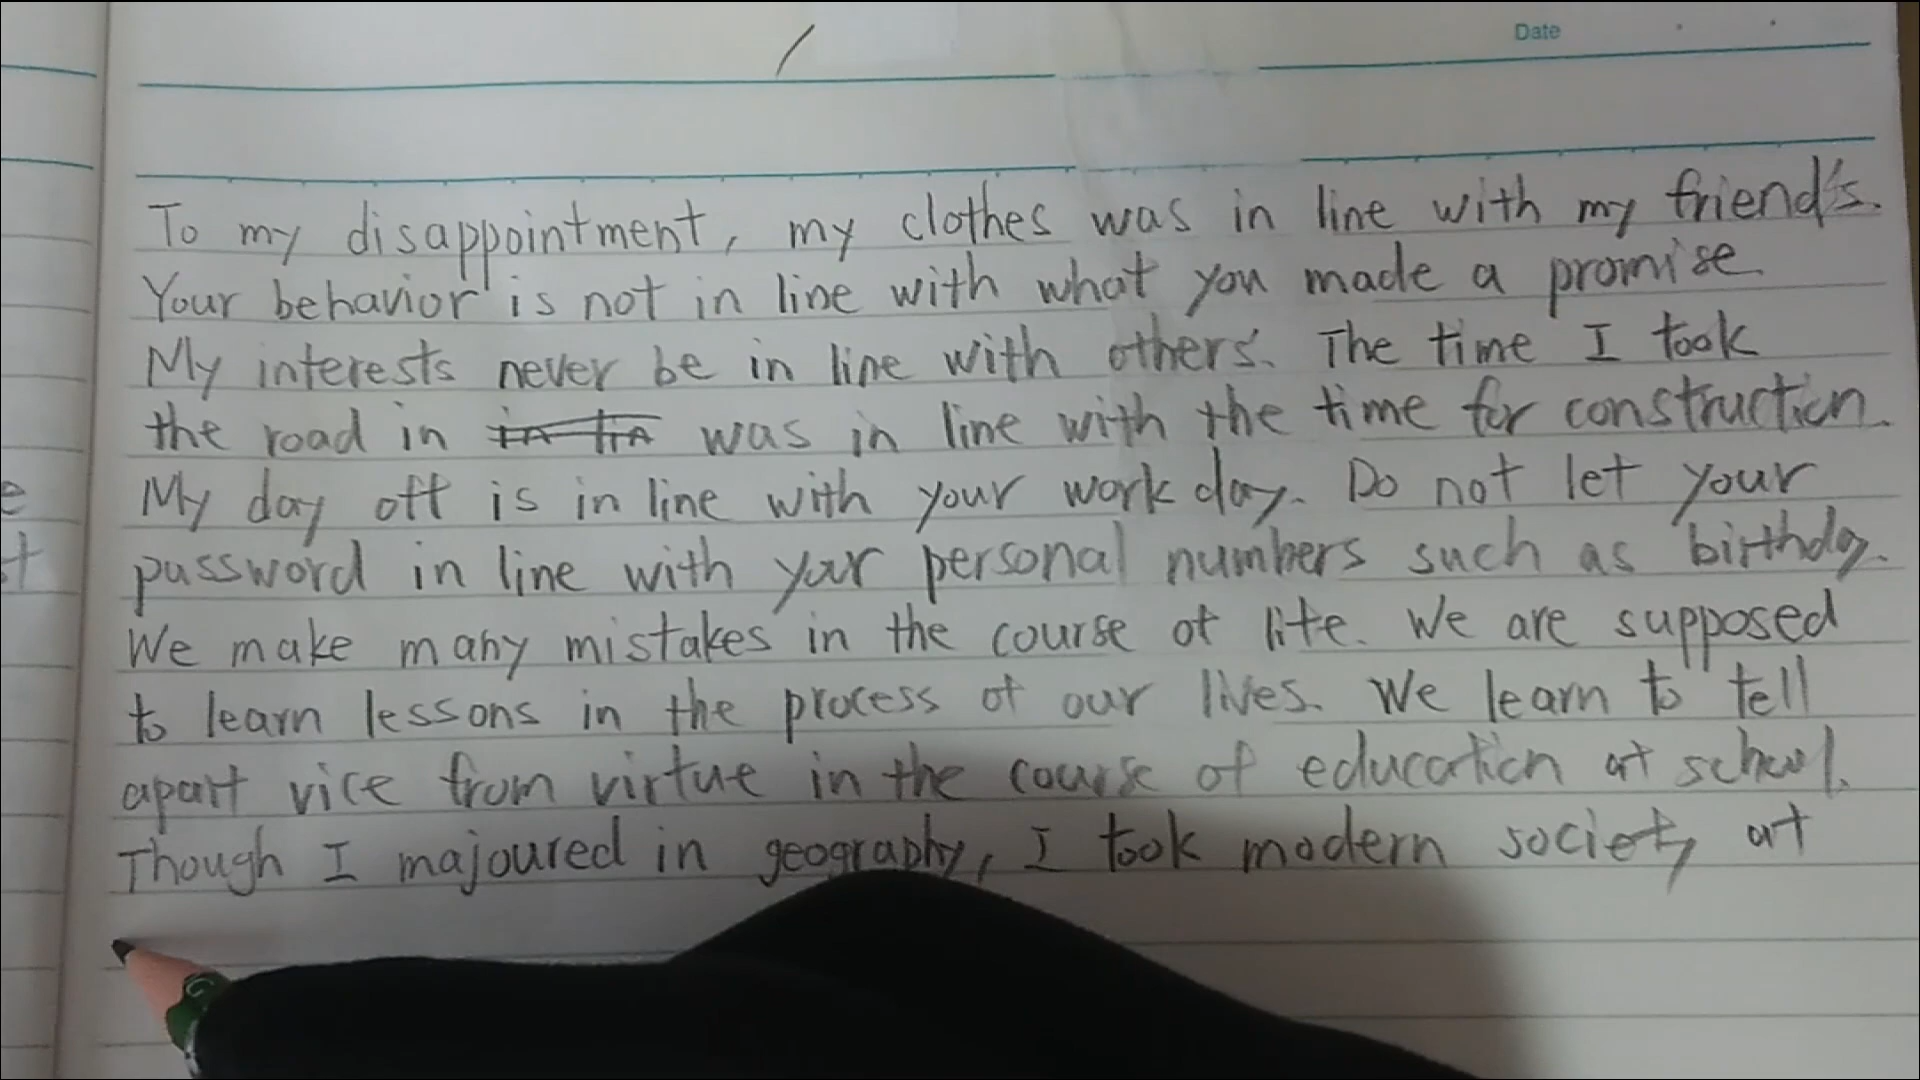 Date
To my disappointment, my clothes was in line with my friend's.
Your behavior is not in line with what you made a promise.
My interests never be in line with others'. The time I took
the road in was in line with the time for construction.
My day off is in line with your work day. Do not let your
password in line with your personal numbers such as birthday.
We make many mistakes in the course of life. We are supposed
to learn lessons in the process of our lives. We learn to tell
apart vice from virtue in the course of education at school.
Though I majoured in geography, I took modern society at